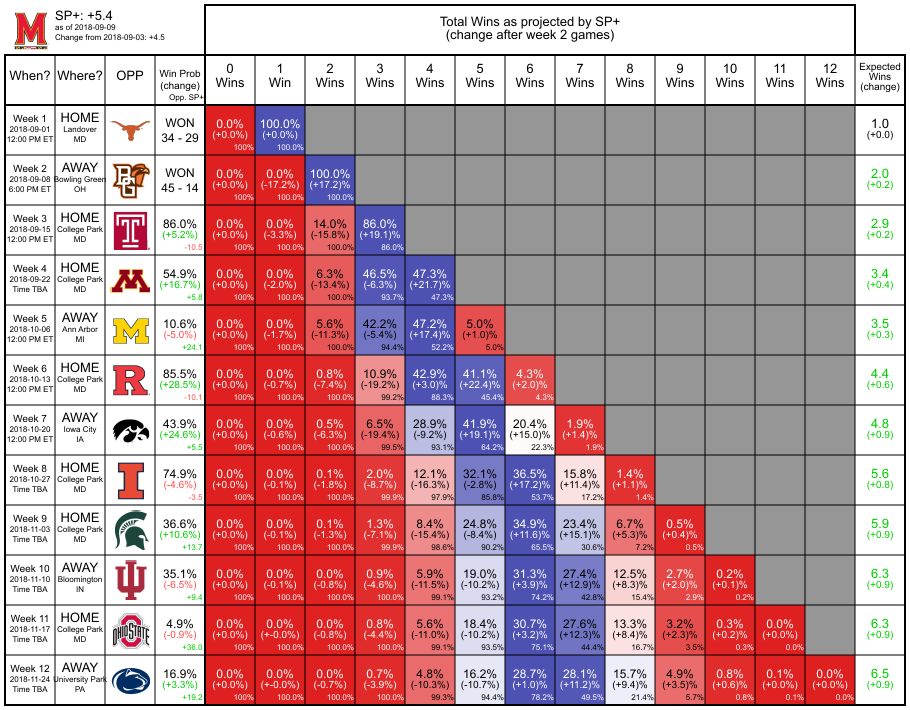 SP+: +5.4
as of 2018-09-09
Change from 2018-09-03: +4.5
Total Wins as projected by SP+
(change after week 2 games)
When? Where? OPP Win Prob (change) Opp. SP+ 0 Wins 1 Win 2 Wins 3 Wins 4 Wins 5 Wins 6 Wins 7 Wins 8 Wins 9 Wins 10 Wins 11 Wins 12 Wins Expected Wins (change)
Week 1 HOME WON 0.0% 100.0% 1.0
2018-09-01 Landover 34 - 29 (+0.0%) (+0.0%) (+0.0)
12:00 PM ET MD 100% 100.0%
Week 2 AWAY WON 0.0% 0.0% 100.0% 2.0
2018-09-08 Bowling Green 45 - 14 (+0.0%) (-17.2%) (+17.2)% (+0.2)
6:00 PM ET OH 100% 100.0% 100.0%
Week 3 HOME 86.0% 0.0% 0.0% 14.0% 86.0% 2.9
2018-09-15 College Park (+5.2%) (+0.0%) (-3.3%) (-15.8%) (+19.1)% (+0.2)
12:00 PM ET MD -10.5 100% 100.0% 100.0% 86.0%
Week 4 HOME 54.9% 0.0% 0.0% 6.3% 46.5% 47.3% 3.4
2018-09-22 College Park (+16.7%) (+0.0%) (-2.0%) (-13.4%) (-6.3%) (+21.7)% (+0.4)
Time TBA MD +5.8 100% 100.0% 100.0% 93.7% 47.3%
Week 5 AWAY 10.6% 0.0% 0.0% 5.6% 42.2% 47.2% 5.0% 3.5
2018-10-06 Ann Arbor (-5.0%) (+0.0%) (-1.7%) (-11.3%) (-5.4%) (+17.4)% (+1.0)% (+0.3)
12:00 PM ET MI +24.1 100% 100.0% 100.0% 94.4% 52.2% 5.0%
Week 6 HOME 85.5% 0.0% 0.0% 0.8% 10.9% 42.9% 41.1% 4.3% 4.4
2018-10-13 College Park (+28.5%) (+0.0%) (-0.7%) (-7.4%) (-19.2%) (+3.0)% (+22.4)% (+2.0)% (+0.6)
12:00 PM ET MD -10.1 100% 100.0% 100.0% 99.2% 88.3% 45.4% 4.3%
Week 7 AWAY 43.9% 0.0% 0.0% 0.5% 6.5% 28.9% 41.9% 20.4% 1.9% 4.8
2018-10-20 Iowa City (+24.6%) (+0.0%) (-0.6%) (-6.3%) (-19.4%) (-9.2%) (+19.1)% (+15.0)% (+1.4)% (+0.9)
12:00 PM ET IA +5.5 100% 100.0% 100.0% 99.5% 93.1% 64.2% 22.3% 1.9%
Week 8 HOME 74.9% 0.0% 0.0% 0.1% 2.0% 12.1% 32.1% 36.5% 15.8% 1.4% 5.6
2018-10-27 College Park (-4.6%) (+0.0%) (-0.1%) (-1.8%) (-8.7%) (-16.3%) (-2.8%) (+17.2)% (+11.4)% (+1.1)% (+0.8)
Time TBA MD -3.5 100% 100.0% 100.0% 99.9% 97.9% 85.8% 53.7% 17.2% 1.4%
Week 9 HOME 36.6% 0.0% 0.0% 0.1% 1.3% 8.4% 24.8% 34.9% 23.4% 6.7% 0.5% 5.9
2018-11-03 College Park (+10.6%) (+0.0%) (-0.1%) (-1.3%) (-7.1%) (-15.4%) (-8.4%) (+11.6)% (+15.1)% (+5.3)% (+0.4)% (+0.9)
Time TBA MD +13.7 100% 100.0% 100.0% 99.9% 98.6% 90.2% 65.5% 30.6% 7.2% 0.5%
Week 10 AWAY 35.1% 0.0% 0.0% 0.0% 0.9% 5.9% 19.0% 31.3% 27.4% 12.5% 2.7% 0.2% 6.3
2018-11-10 Bloomington (-6.5%) (+0.0%) (-0.1%) (-0.8%) (-4.6%) (-11.5%) (-10.2%) (+3.9)% (+12.9)% (+8.3)% (+2.0)% (+0.1)% (+0.9)
Time TBA IN +9.4 100% 100.0% 100.0% 100.0% 99.1% 93.2% 74.2% 42.8% 15.4% 2.9% 0.2%
Week 11 HOME OHIO STATE 4.9% 0.0% 0.0% 0.0% 0.8% 5.6% 18.4% 30.7% 27.6% 13.3% 3.2% 0.3% 0.0% 6.3
2018-11-17 College Park (-0.9%) (+0.0%) (+-0.0%) (-0.8%) (-4.4%) (-11.0%) (-10.2%) (+3.2)% (+12.3)% (+8.4)% (+2.3)% (+0.2)% (+0.0)% (+0.9)
Time TBA MD +36.0 100% 100.0% 100.0% 100.0% 99.1% 93.5% 75.1% 44.4% 16.7% 3.5% 0.3% 0.0%
Week 12 AWAY 16.9% 0.0% 0.0% 0.0% 0.7% 4.8% 16.2% 28.7% 28.1% 15.7% 4.9% 0.8% 0.1% 0.0% 6.5
2018-11-24 University Park (+3.3%) (+0.0%) (+-0.0%) (-0.7%) (-3.9%) (-10.3%) (-10.7%) (+1.0)% (+11.2)% (+9.4)% (+3.5)% (+0.6)% (+0.0)% (+0.0)% (+0.9)
Time TBA PA +19.2 100% 100.0% 100.0% 100.0% 99.3% 94.4% 78.2% 49.5% 21.4% 5.7% 0.8% 0.1% 0.0%